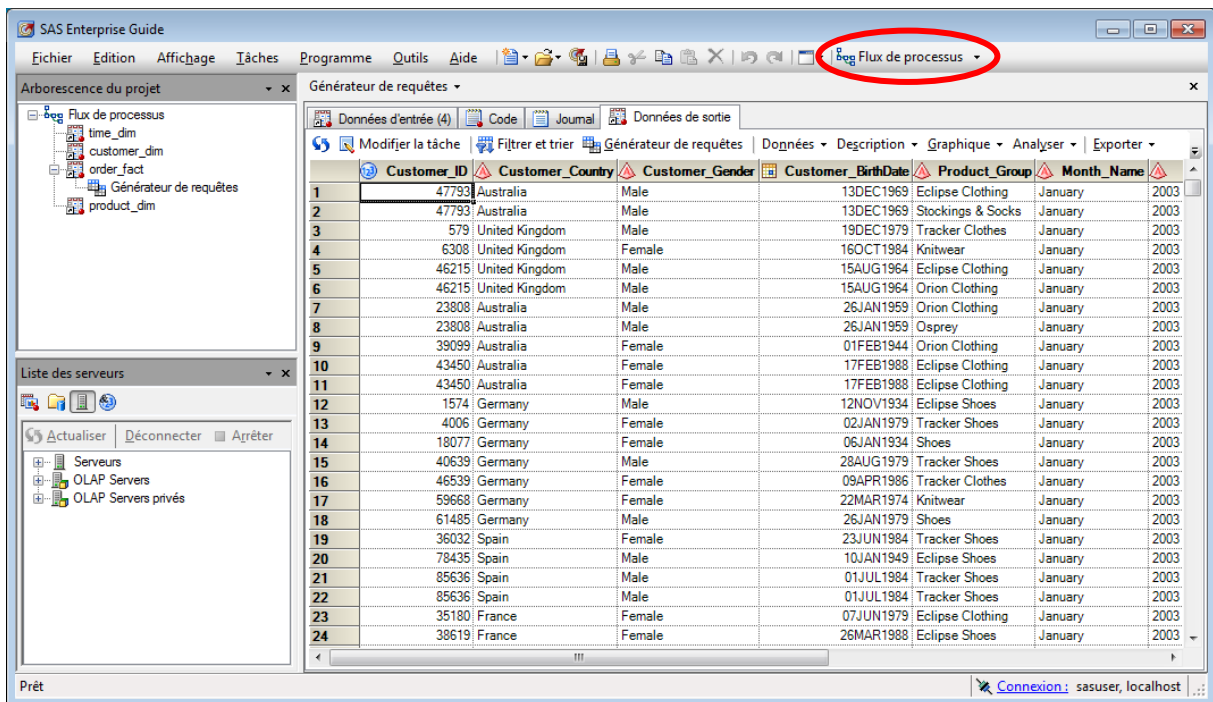 SAS Enterprise Guide
Fichier Edition Affichage Tâches Programme Outils Aide Flux de processus
Arborescence du projet
Flux de processus
time_dim
customer_dim
order_fact
Générateur de requêtes
product_dim
Liste des serveurs
Actualiser Déconnecter Arrêter
Serveurs
OLAP Servers
OLAP Servers privés
Générateur de requêtes
Données d'entrée (4) Code Journal Données de sortie
Modifier la tâche Filtrer et trier Générateur de requêtes Données Description Graphique Analyser Exporter
Customer_ID Customer_Country Customer_Gender Customer_BirthDate Product_Group Month_Name
1 47793 Australia Male 13DEC1969 Eclipse Clothing January 2003
2 47793 Australia Male 13DEC1969 Stockings & Socks January 2003
3 579 United Kingdom Male 19DEC1979 Tracker Clothes January 2003
4 6308 United Kingdom Female 16OCT1984 Knitwear January 2003
5 46215 United Kingdom Male 15AUG1964 Eclipse Clothing January 2003
6 46215 United Kingdom Male 15AUG1964 Orion Clothing January 2003
7 23808 Australia Male 26JAN1959 Orion Clothing January 2003
8 23808 Australia Male 26JAN1959 Osprey January 2003
9 39099 Australia Female 01FEB1944 Orion Clothing January 2003
10 43450 Australia Female 17FEB1988 Eclipse Clothing January 2003
11 43450 Australia Female 17FEB1988 Eclipse Clothing January 2003
12 1574 Germany Male 12NOV1934 Eclipse Shoes January 2003
13 4006 Germany Female 02JAN1979 Tracker Shoes January 2003
14 18077 Germany Female 06JAN1934 Shoes January 2003
15 40639 Germany Male 28AUG1979 Tracker Shoes January 2003
16 46539 Germany Female 09APR1986 Tracker Clothes January 2003
17 59668 Germany Female 22MAR1974 Knitwear January 2003
18 61485 Germany Male 26JAN1979 Shoes January 2003
19 36032 Spain Female 23JUN1984 Tracker Shoes January 2003
20 78435 Spain Male 10JAN1949 Eclipse Shoes January 2003
21 85636 Spain Male 01JUL1984 Tracker Shoes January 2003
22 85636 Spain Male 01JUL1984 Tracker Shoes January 2003
23 35180 France Female 07JUN1979 Eclipse Clothing January 2003
24 38619 France Female 26MAR1988 Eclipse Shoes January 2003
Prêt
Connexion : sasuser, localhost